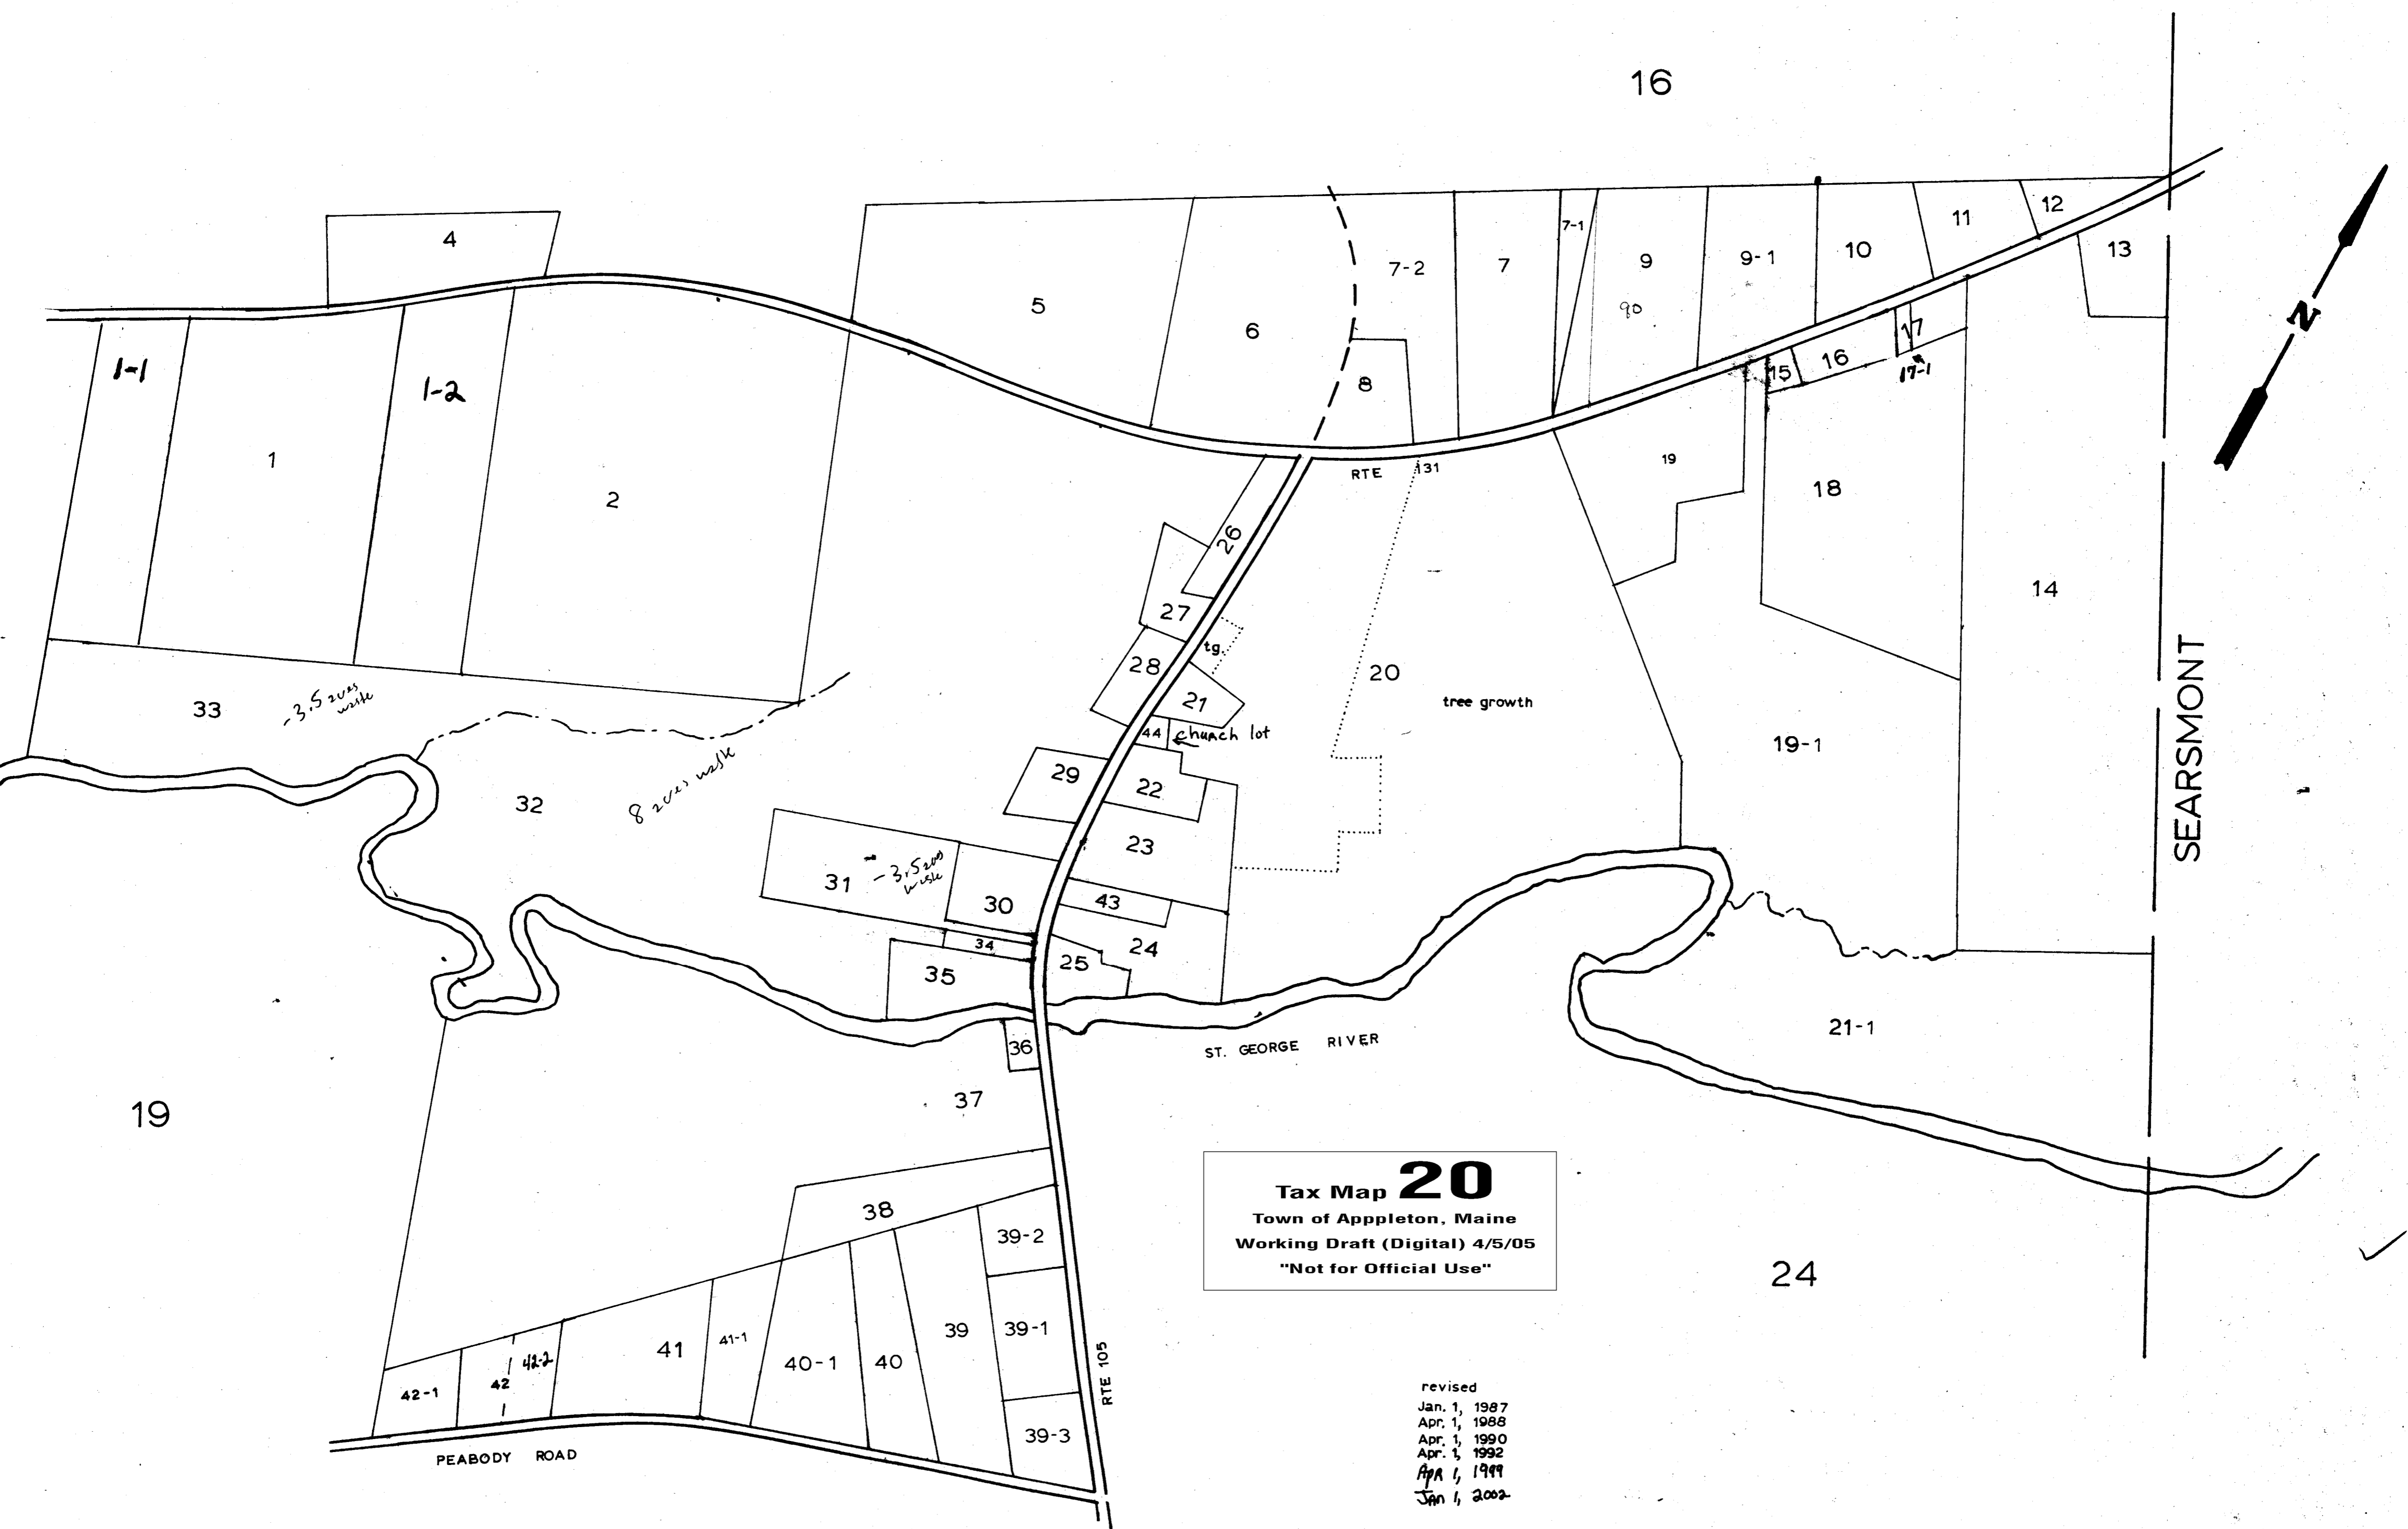 16
4
12
11
13
7-1
10
9-1
9
7-2
7
5
6
90
N
17
16
15
17-1
8
1-1
1-2
1
2
RTE 131
19
18
26
14
27
tg.
28
20
tree growth
21
44
church lot
33
-3.5 acres
waste
SEARSMONT
19-1
29
22
32
8 acres waste
23
31
-3.5 acres
waste
30
43
34
24
25
35
21-1
36
ST. GEORGE RIVER
37
19
Tax Map 20
Town of Apppleton, Maine
Working Draft (Digital) 4/5/05
"Not for Official Use"
38
39-2
24
39-1
39
41-1
41
40-1
40
42-2
42
42-1
RTE 105
39-3
PEABODY ROAD
revised
Jan. 1, 1987
Apr. 1, 1988
Apr. 1, 1990
Apr. 1, 1992
Apr 1, 1999
Jan 1, 2002